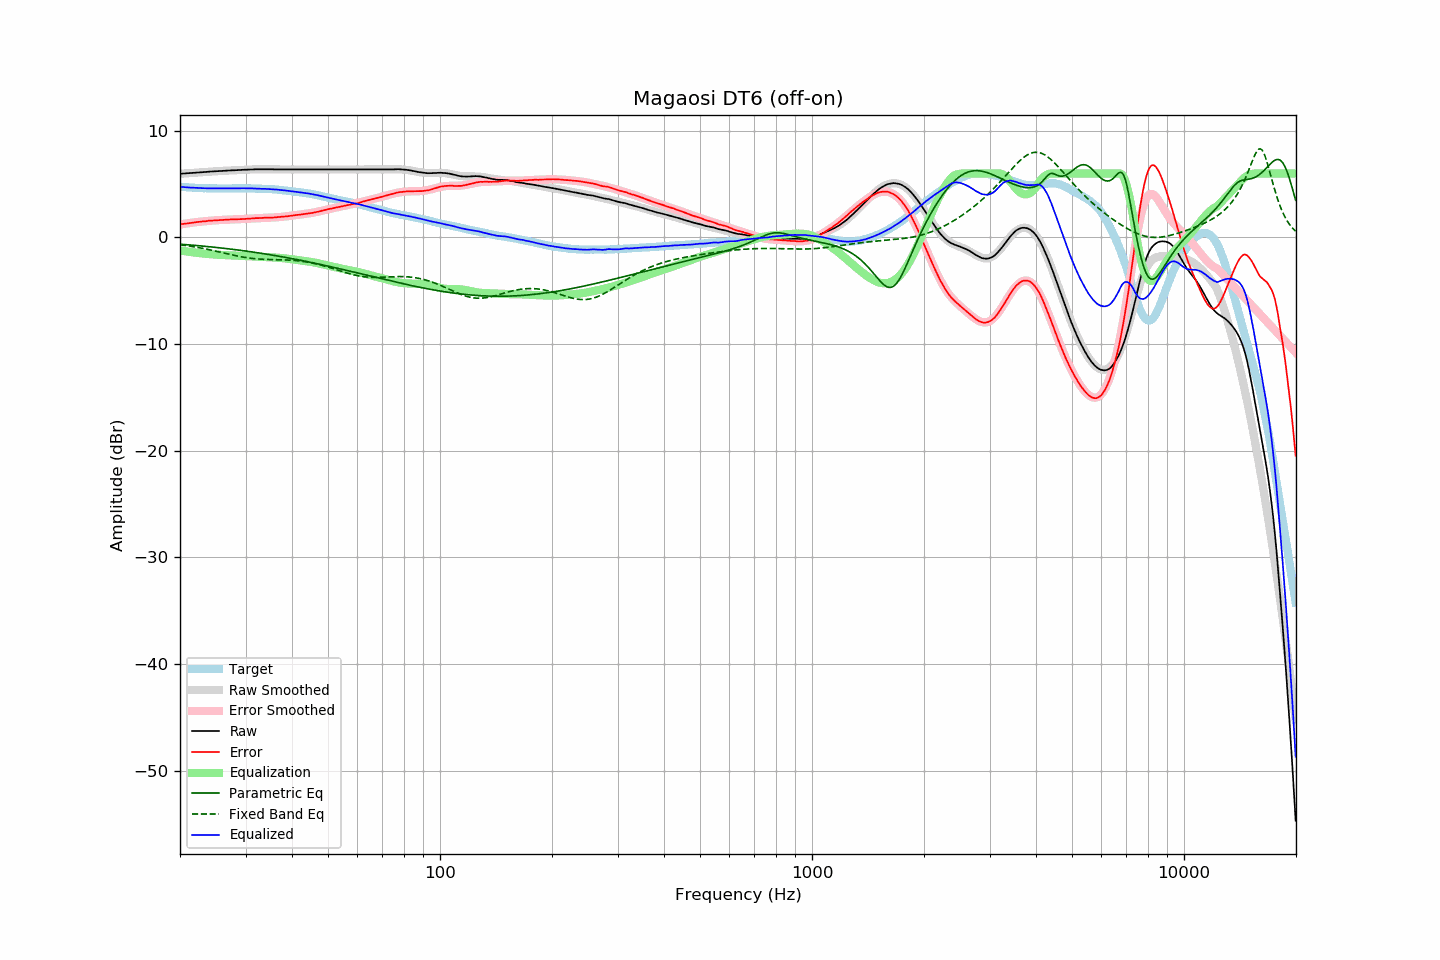 Magaosi DT6 (off-on)
10
0
−10
−20
−30
−40
−50
Amplitude (dBr)
Target
Raw Smoothed
Error Smoothed
Raw
Error
Equalization
Parametric Eq
Fixed Band Eq
Equalized
100
1000
10000
Frequency (Hz)